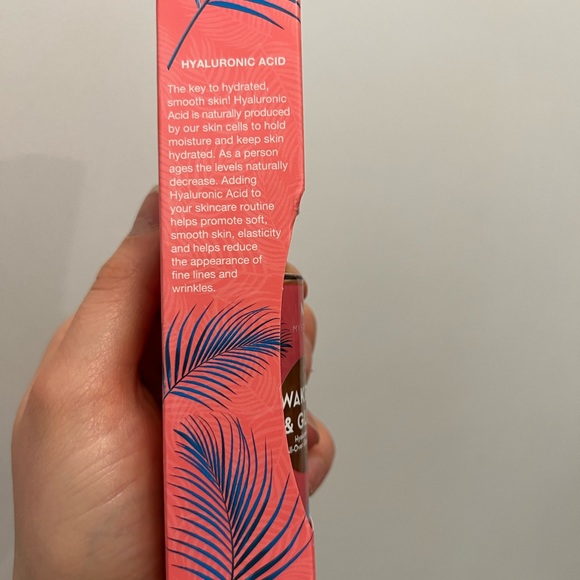 HYALURONIC ACID
The key to hydrated,
smooth skin! Hyaluronic
Acid is naturally produced
by our skin cells to hold
moisture and keep skin
hydrated. As a person
ages the levels naturally
decrease. Adding
Hyaluronic Acid to
your skincare routine
helps promote soft,
smooth skin, elasticity
and helps reduce
the appearance of
fine lines and
wrinkles.
& G